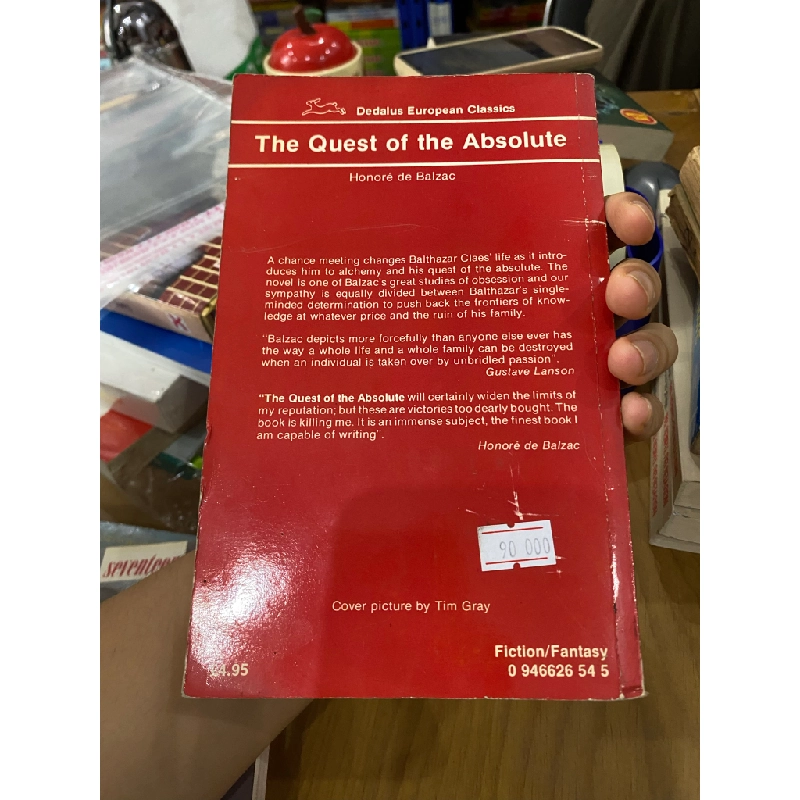 Dedalus European Classics
The Quest of the Absolute
Honoré de Balzac
A chance meeting changes Balthazar Claes' life as it intro-
duces him to alchemy and his quest of the absolute. The
novel is one of Balzac's great studies of obsession and our
sympathy is equally divided between Balthazar's single-
minded determination to push back the frontiers of know-
ledge at whatever price and the ruin of his family.
"Balzac depicts more forcefully than anyone else ever has
the way a whole life and a whole family can be destroyed
when an individual is taken over by unbridled passion".
Gustave Lanson
"The Quest of the Absolute will certainly widen the limits of
my reputation; but these are victories too dearly bought. The
book is killing me. It is an immense subject, the finest book I
am capable of writing".
Honoré de Balzac
90 000
Cover picture by Tim Gray
Fiction/Fantasy
4.95
0 946626 54 5
seventeen